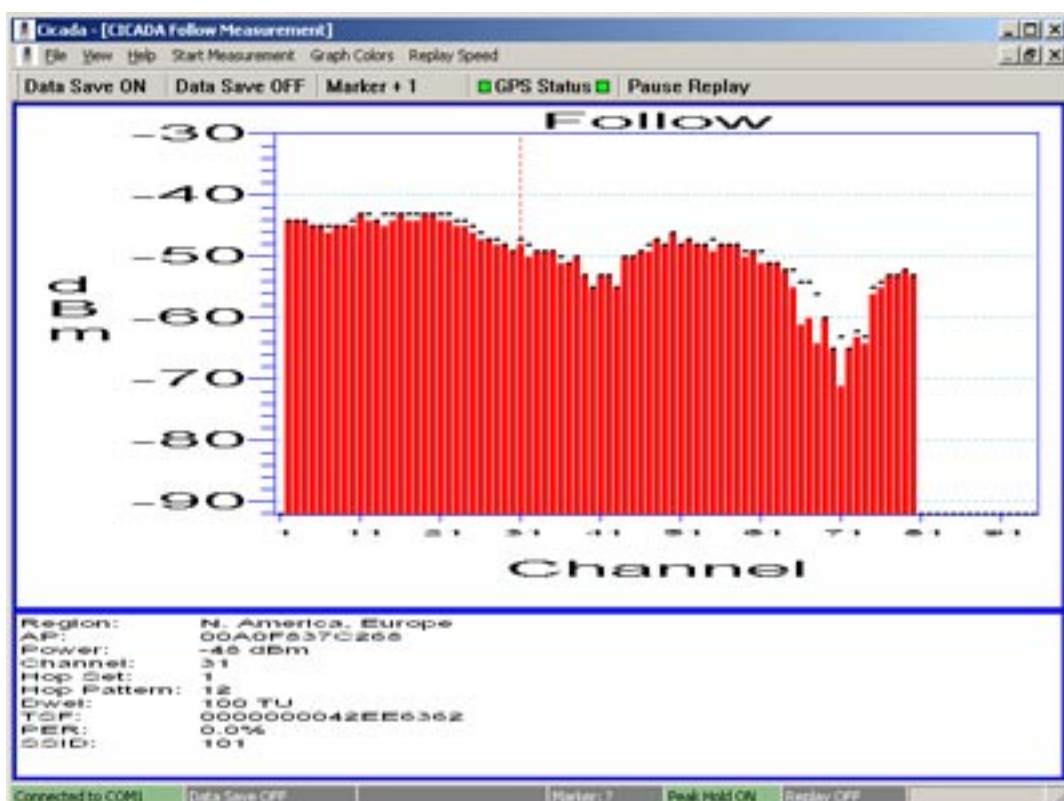 Cicada - [CICADA Follow Measurement]
File View Help Start Measurement Graph Colors Replay Speed
Data Save ON Data Save OFF Marker + 1 GPS Status Pause Replay
Follow
-30
-40
-50
-60
-70
-80
-90
dBm
1 11 21 31 41 51 61 71 81 91
Channel
Region: N. America, Europe
AP: 00A0F837C268
Power: -48 dBm
Channel: 31
Hop Set: 1
Hop Pattern: 12
Dwel: 100 TU
TSF: 0000000042EE6362
PER: 0.0%
SSID: 101
Connected to COM1 Data Save OFF Marker: ? Peak Hold ON Replay OFF